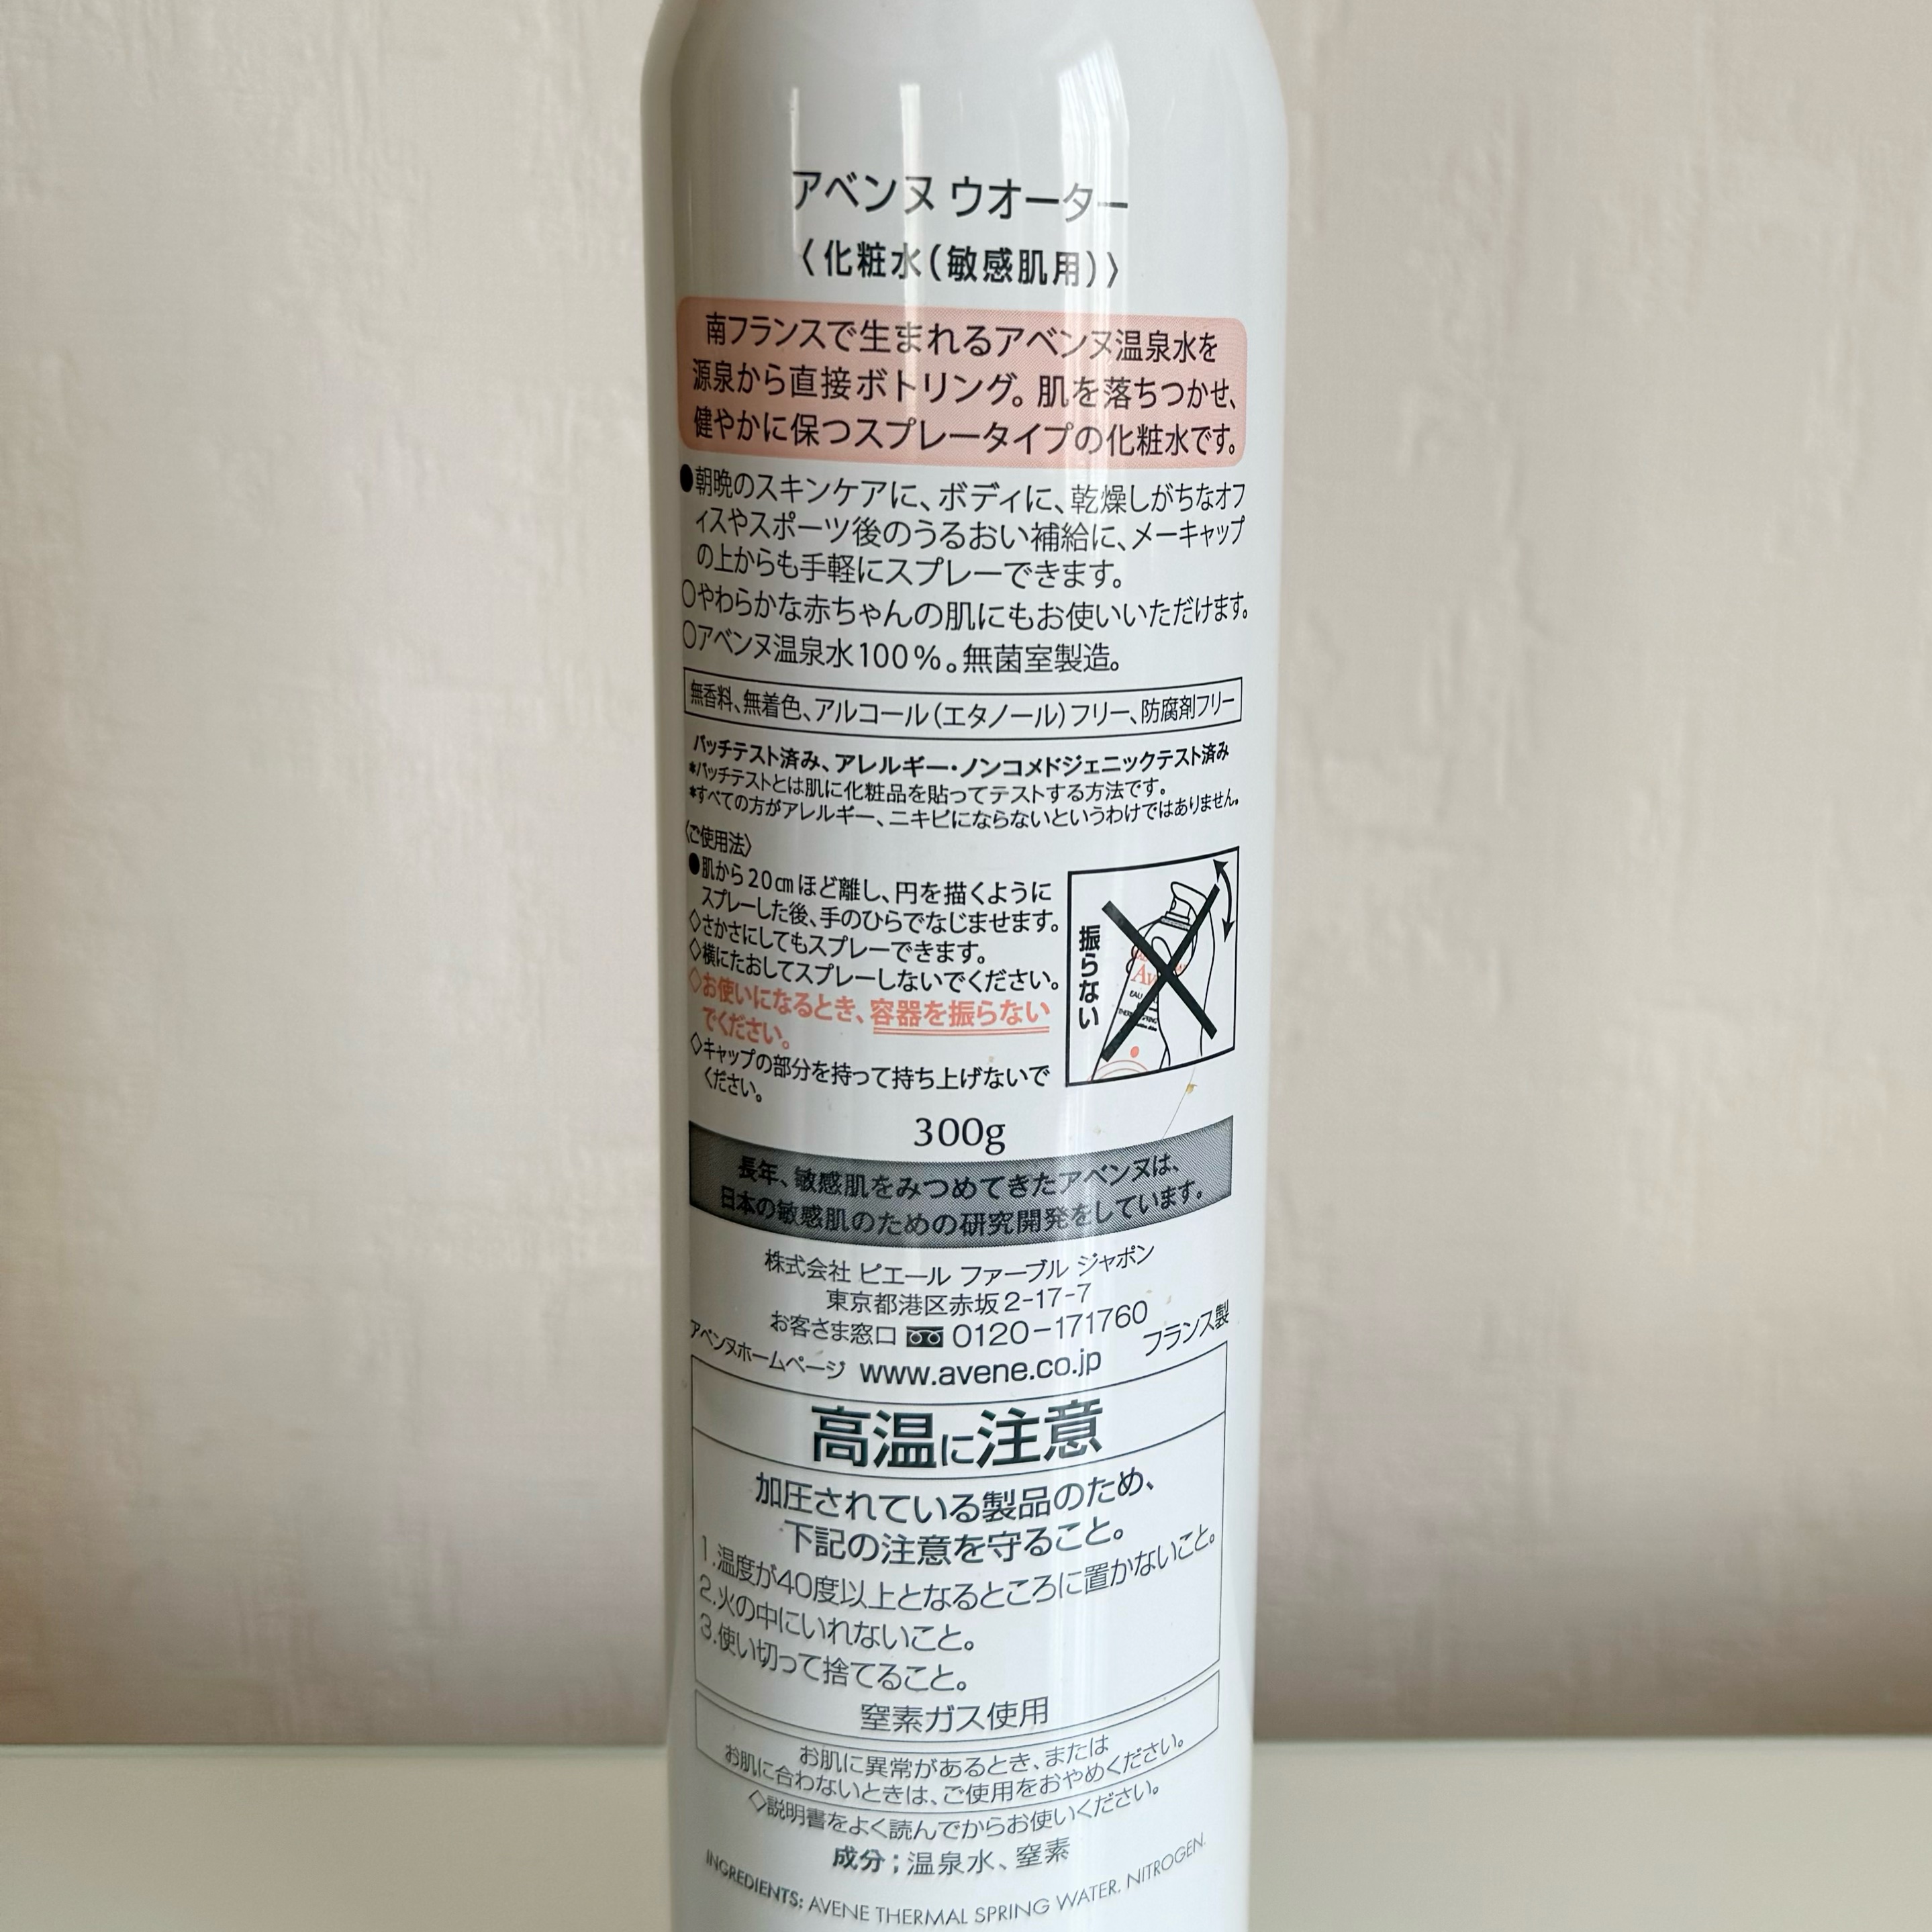 アベンヌ ウオーター
〈化粧水(敏感肌用)〉
南フランスで生まれるアベンヌ温泉水を
源泉から直接ボトリング。肌を落ちつかせ、
健やかに保つスプレータイプの化粧水です。
●朝晩のスキンケアに、ボディに、乾燥しがちなオフ
ィスやスポーツ後のうるおい補給に、メーキャップ
の上からも手軽にスプレーできます。
○やわらかな赤ちゃんの肌にもお使いいただけます。
○アベンヌ温泉水100%。無菌室製造。
無香料、無着色、アルコール(エタノール)フリー、防腐剤フリー
パッチテスト済み、アレルギー・ノンコメドジェニックテスト済み
*パッチテストとは肌に化粧品を貼ってテストする方法です。
*すべての方がアレルギー、ニキビにならないというわけではありません。
〈ご使用法〉
●肌から20㎝ほど離し、円を描くように
スプレーした後、手のひらでなじませます。
◇さかさにしてもスプレーできます。
◇横にたおしてスプレーしないでください。
◇お使いになるとき、容器を振らない
でください。
◇キャップの部分を持って持ち上げないで
ください。
振らない
300g
長年、敏感肌をみつめてきたアベンヌは、
日本の敏感肌のための研究開発をしています。
株式会社 ピエール ファーブル ジャポン
東京都港区赤坂2-17-7
お客さま窓口 0120-171760
フランス製
アベンヌホームページ www.avene.co.jp
高温に注意
加圧されている製品のため、
下記の注意を守ること。
1.温度が40度以上となるところに置かないこと。
2.火の中にいれないこと。
3.使い切って捨てること。
窒素ガス使用
お肌に異常があるとき、または
お肌に合わないときは、ご使用をおやめください。
◇説明書をよく読んでからお使いください。
成分;温泉水、窒素
INGREDIENTS: AVENE THERMAL SPRING WATER. NITROGEN.